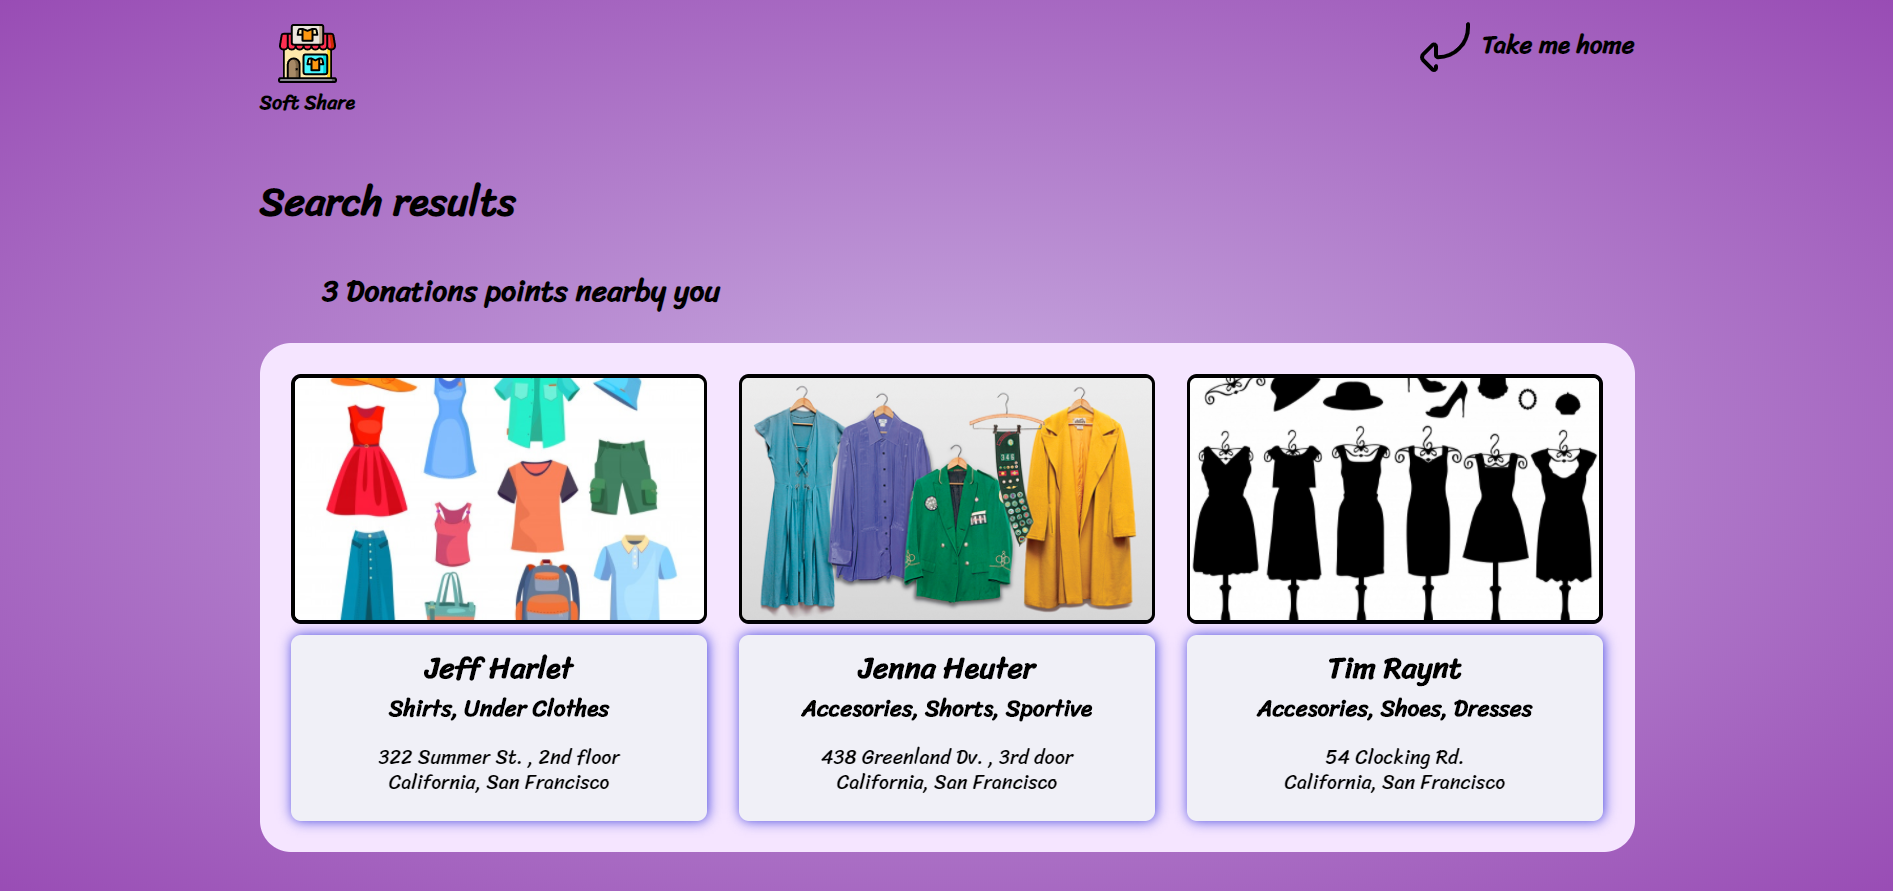 Soft Share
Take me home
Search results
3 Donations points nearby you
Jeff Harlet
Shirts, Under Clothes
322 Summer St. , 2nd floor
California, San Francisco
Jenna Heuter
Accesories, Shorts, Sportive
438 Greenland Dv. , 3rd door
California, San Francisco
Tim Raynt
Accesories, Shoes, Dresses
54 Clocking Rd.
California, San Francisco